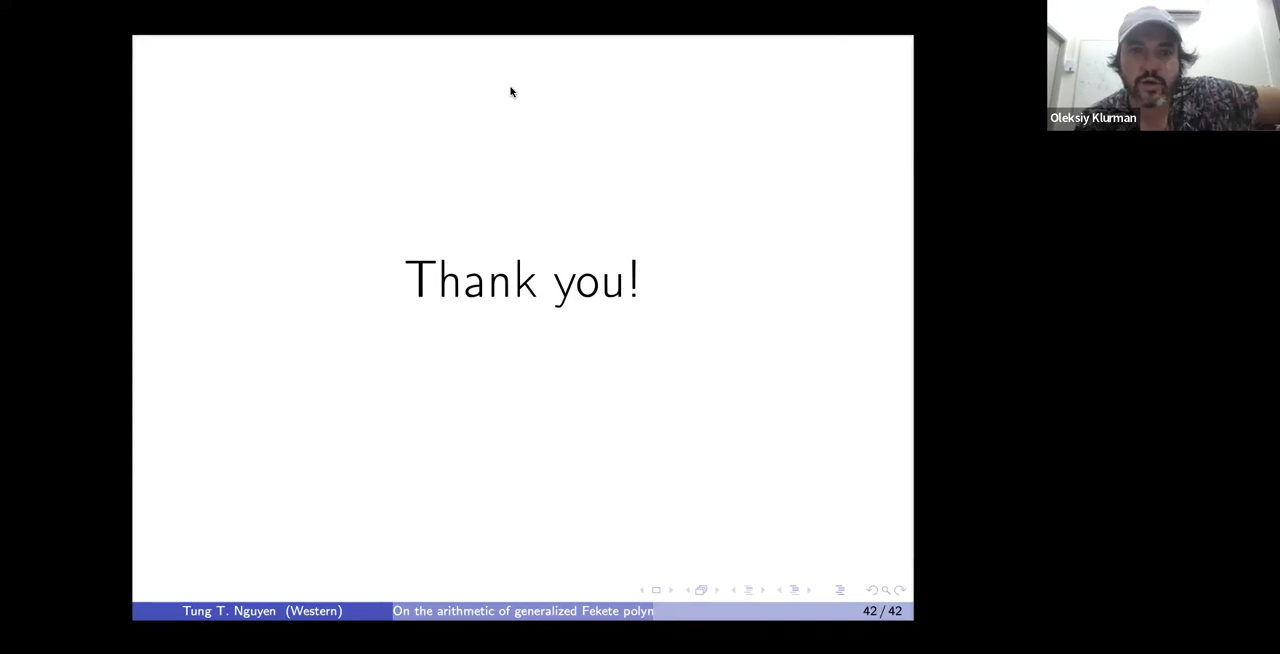 Oleksiy Klurman
Thank you!
Tung T. Nguyen (Western)
On the arithmetic of generalized Fekete polyn
42 / 42